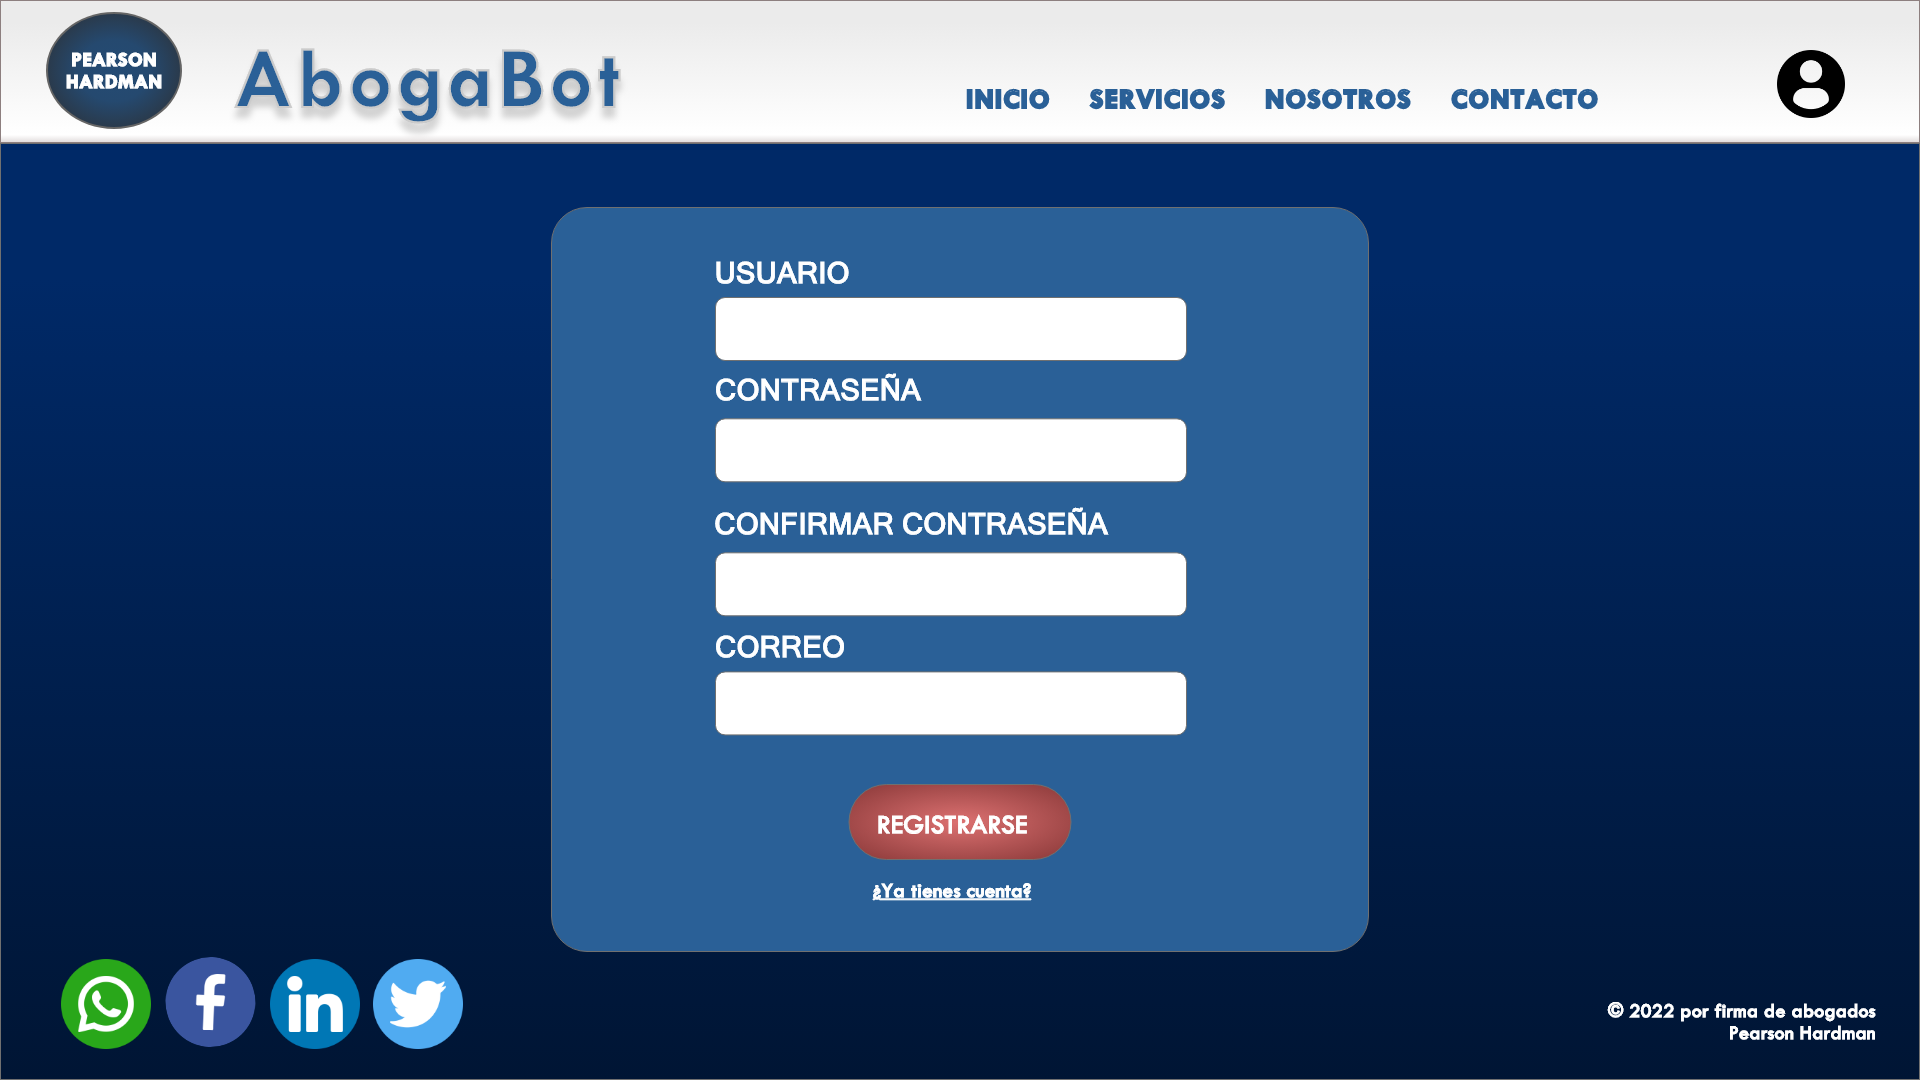 PEARSON
HARDMAN
AbogaBot
INICIO SERVICIOS NOSOTROS CONTACTO
USUARIO
CONTRASEÑA
CONFIRMAR CONTRASEÑA
CORREO
REGISTRARSE
¿Ya tienes cuenta?
© 2022 por firma de abogados
Pearson Hardman